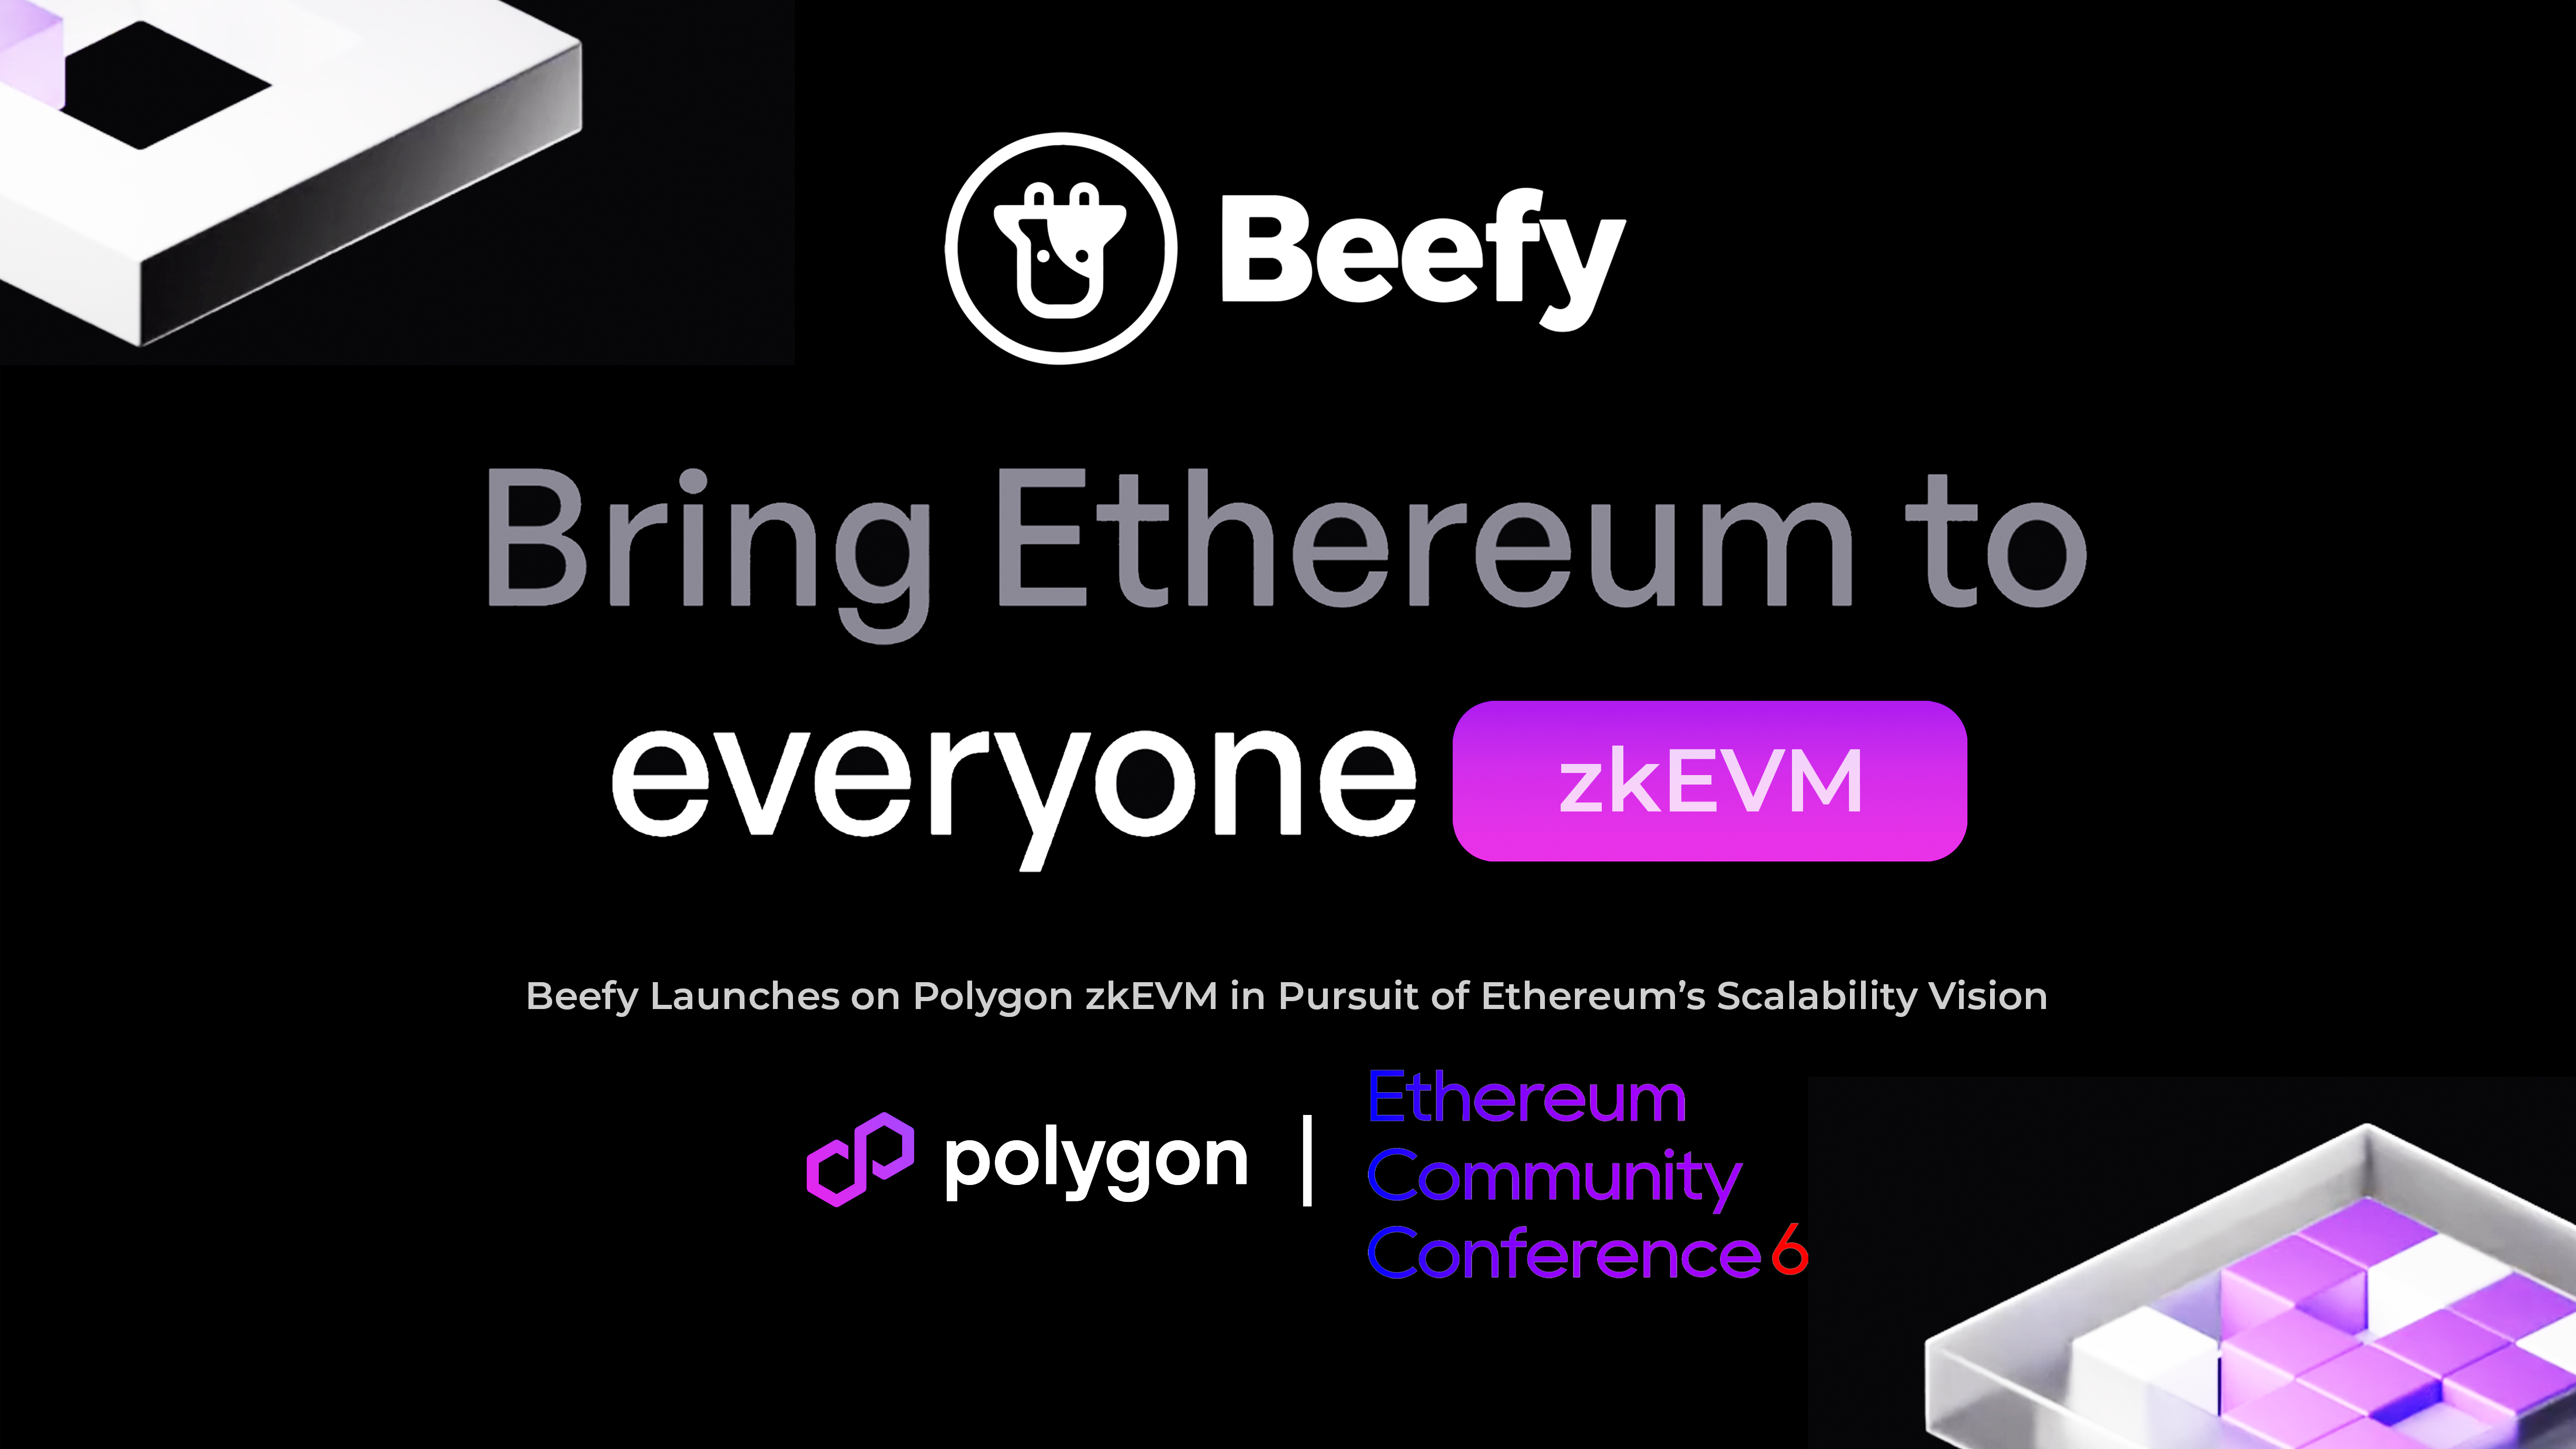 Beefy
Bring Ethereum to
everyone zkEVM
Beefy Launches on Polygon zkEVM in Pursuit of Ethereum’s Scalability Vision
polygon
Ethereum
Community
Conference 6